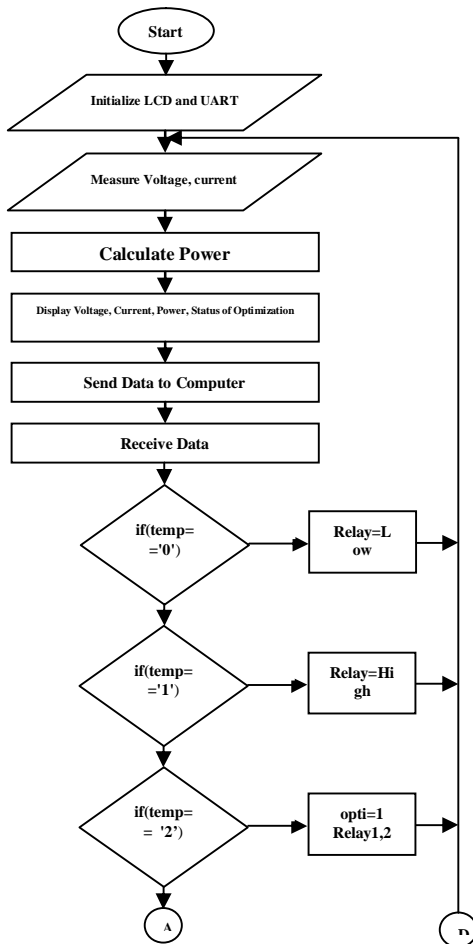 Start
Initialize LCD and UART
Measure Voltage, current
Calculate Power
Display Voltage, Current, Power, Status of Optimization
Send Data to Computer
Receive Data
if(temp=
='0')
Relay=L
ow
if(temp=
='1')
Relay=Hi
gh
if(temp=
= '2’)
opti=1
Relay1,2
A
D